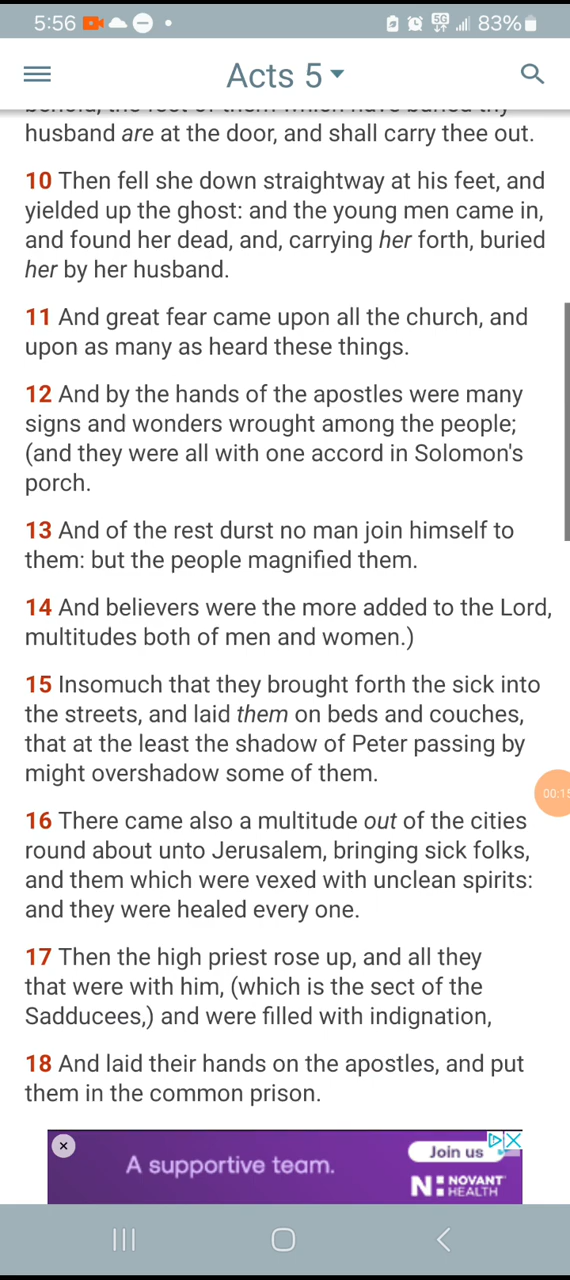 5:56
5G
83%
Acts 5
husband are at the door, and shall carry thee out.
10 Then fell she down straightway at his feet, and
yielded up the ghost: and the young men came in,
and found her dead, and, carrying her forth, buried
her by her husband.
11 And great fear came upon all the church, and
upon as many as heard these things.
12 And by the hands of the apostles were many
signs and wonders wrought among the people;
(and they were all with one accord in Solomon's
porch.
13 And of the rest durst no man join himself to
them: but the people magnified them.
14 And believers were the more added to the Lord,
multitudes both of men and women.)
15 Insomuch that they brought forth the sick into
the streets, and laid them on beds and couches,
that at the least the shadow of Peter passing by
might overshadow some of them.
00:15
16 There came also a multitude out of the cities
round about unto Jerusalem, bringing sick folks,
and them which were vexed with unclean spirits:
and they were healed every one.
17 Then the high priest rose up, and all they
that were with him, (which is the sect of the
Sadducees,) and were filled with indignation,
18 And laid their hands on the apostles, and put
them in the common prison.
A supportive team.
Join us
N
NOVANT
HEALTH